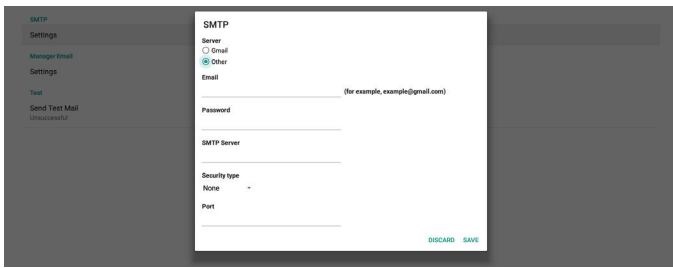 SMTP
Settings
Manager Email
Settings
Test
Send Test Mail
Unsuccessful
SMTP
Server
Gmail
Other
Email
(for example, example@gmail.com)
Password
SMTP Server
Security type
None
Port
DISCARD SAVE